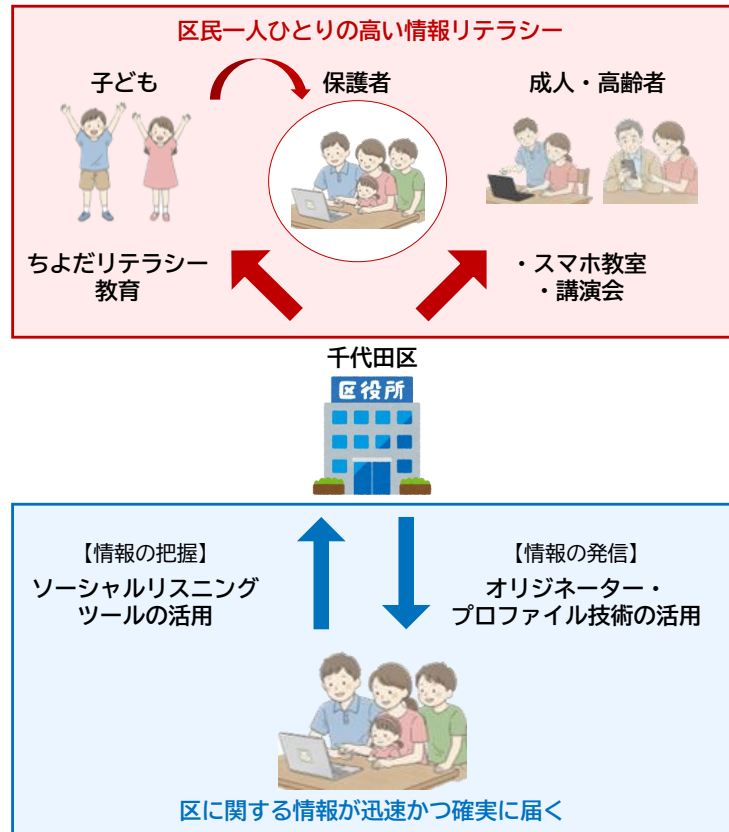 区民一人ひとりの高い情報リテラシー
子ども
保護者
成人・高齢者
ちよだリテラシー
教育
・スマホ教室
・講演会
千代田区
区役所
【情報の把握】
ソーシャルリスニング
ツールの活用
【情報の発信】
オリジネーター・
プロファイル技術の活用
区に関する情報が迅速かつ確実に届く